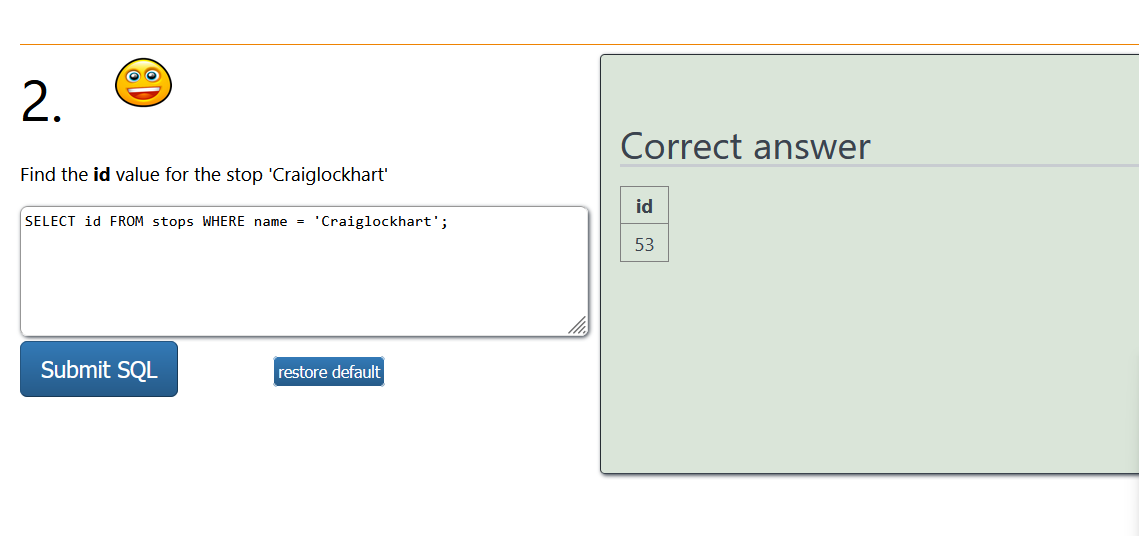 2.
Find the id value for the stop 'Craiglockhart'
SELECT id FROM stops WHERE name = 'Craiglockhart';
Submit SQL
restore default
Correct answer
id
53